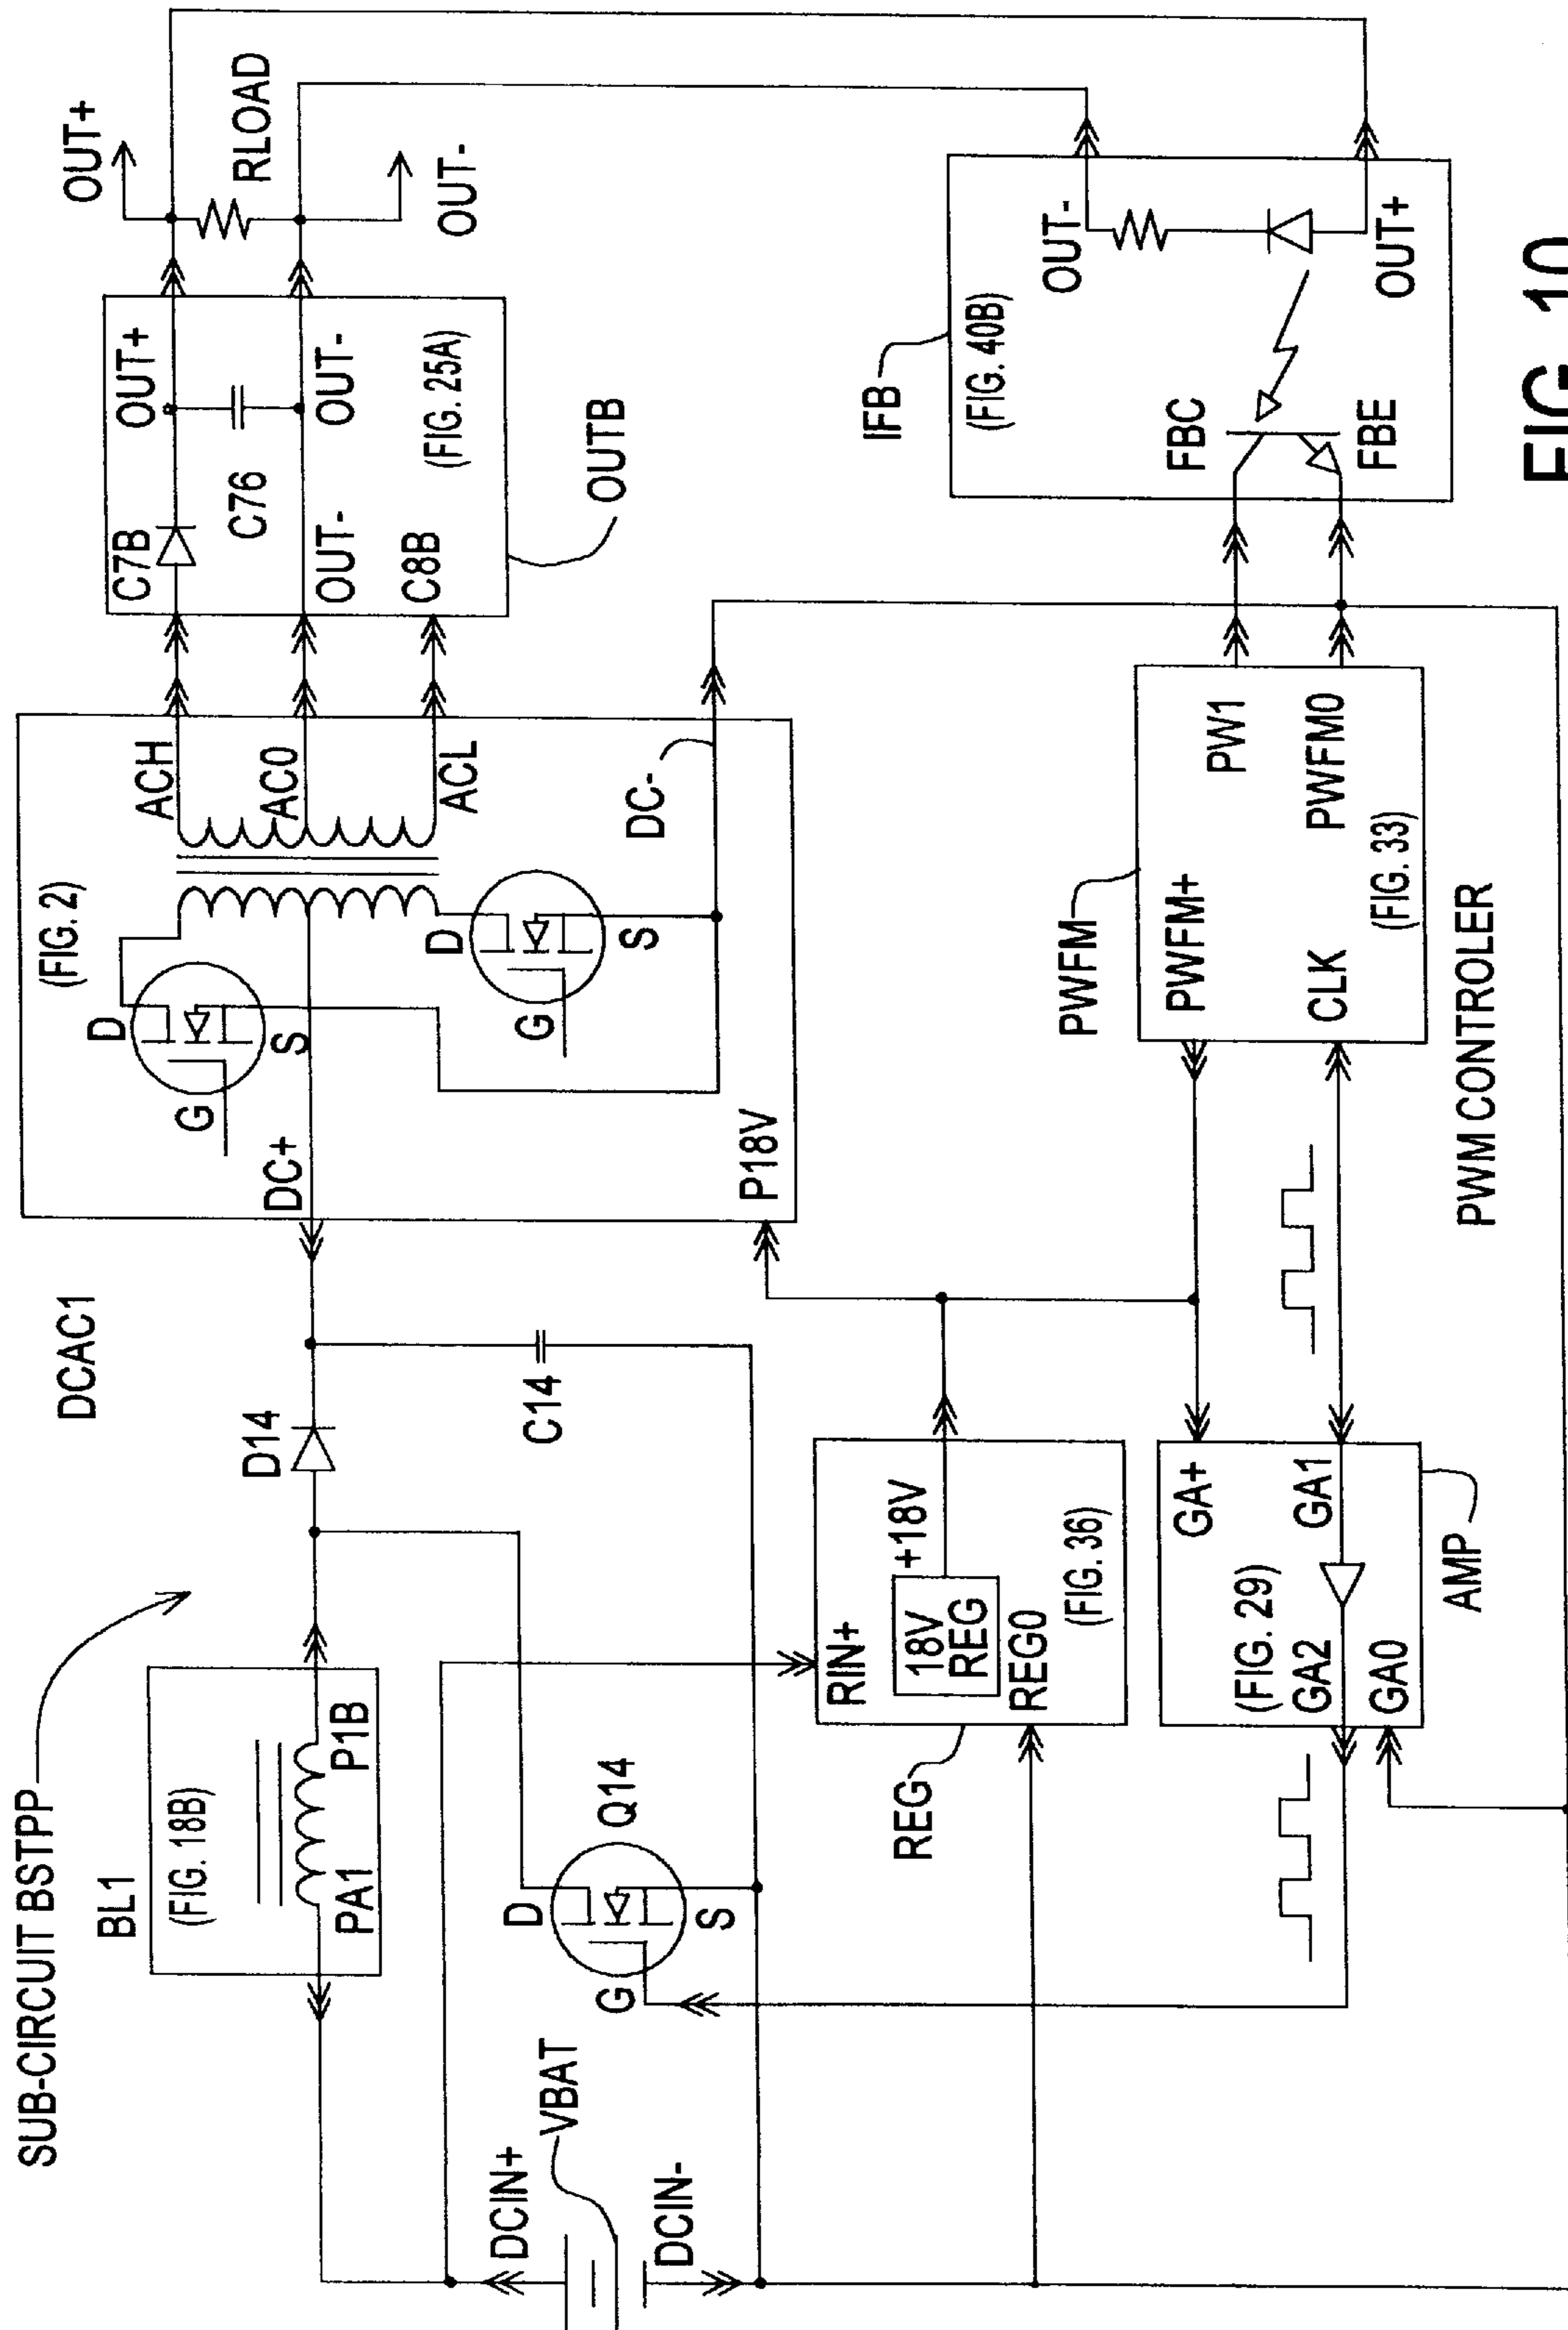 SUB-CIRCUIT BSTPP
BL1
(FIG. 18B)
PA1
P1B
D14
DCAC1
C14
DCIN+
VBAT
DCIN-
Q14
D
G
S
(FIG. 2)
D
G
S
D
G
S
DC+
DC-
P18V
ACH
AC0
ACL
C7B
OUT+
C76
OUT-
OUT-
C8B
(FIG. 25A)
OUTB
OUT+
RLOAD
OUT-
REG
RIN+
18V
REG
+18V
REG0
(FIG. 36)
GA+
(FIG. 29)
GA2
GA1
GA0
AMP
PWFM
PWFM+
PW1
CLK
PWFM0
(FIG. 33)
PWM CONTROLER
IFB
(FIG. 40B)
OUT-
FBC
FBE
OUT+
FIG. 10